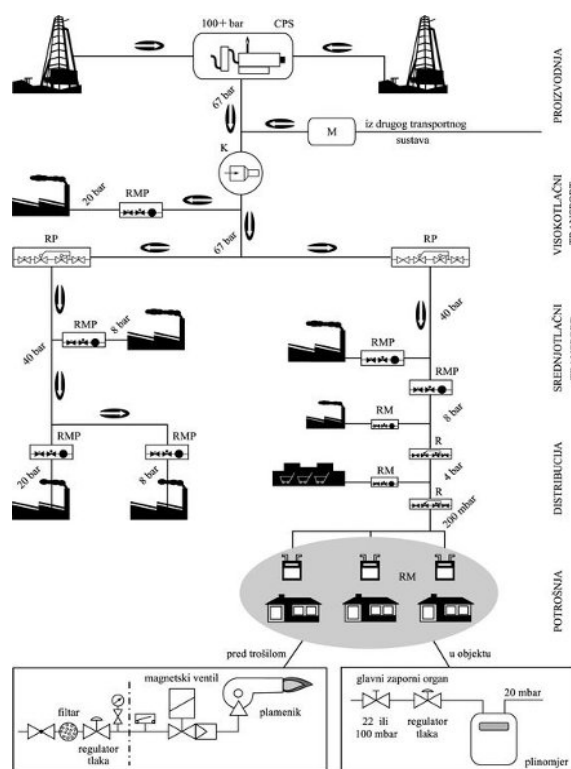 100+ bar CPS
PROIZVODNJA
67 bar
iz drugog transportnog
sustava
M
K
20 bar
RMP
VISOKOTLAČNI
67 bar
RP
RP
40 bar
RMP
8 bar
RMP
40 bar
SREDNJOTLAČNI
RMP
RM
8 bar
RMP
RMP
R
20 bar
8 bar
RM
4 bar
R
DISTRIBUCIJA
200 mbar
RM
POTROŠNJA
pred trošilom
u objektu
magnetski ventil
filtar
plamenik
regulator
tlaka
glavni zaporni organ
20 mbar
22 ili
100 mbar
regulator
tlaka
plinomjer